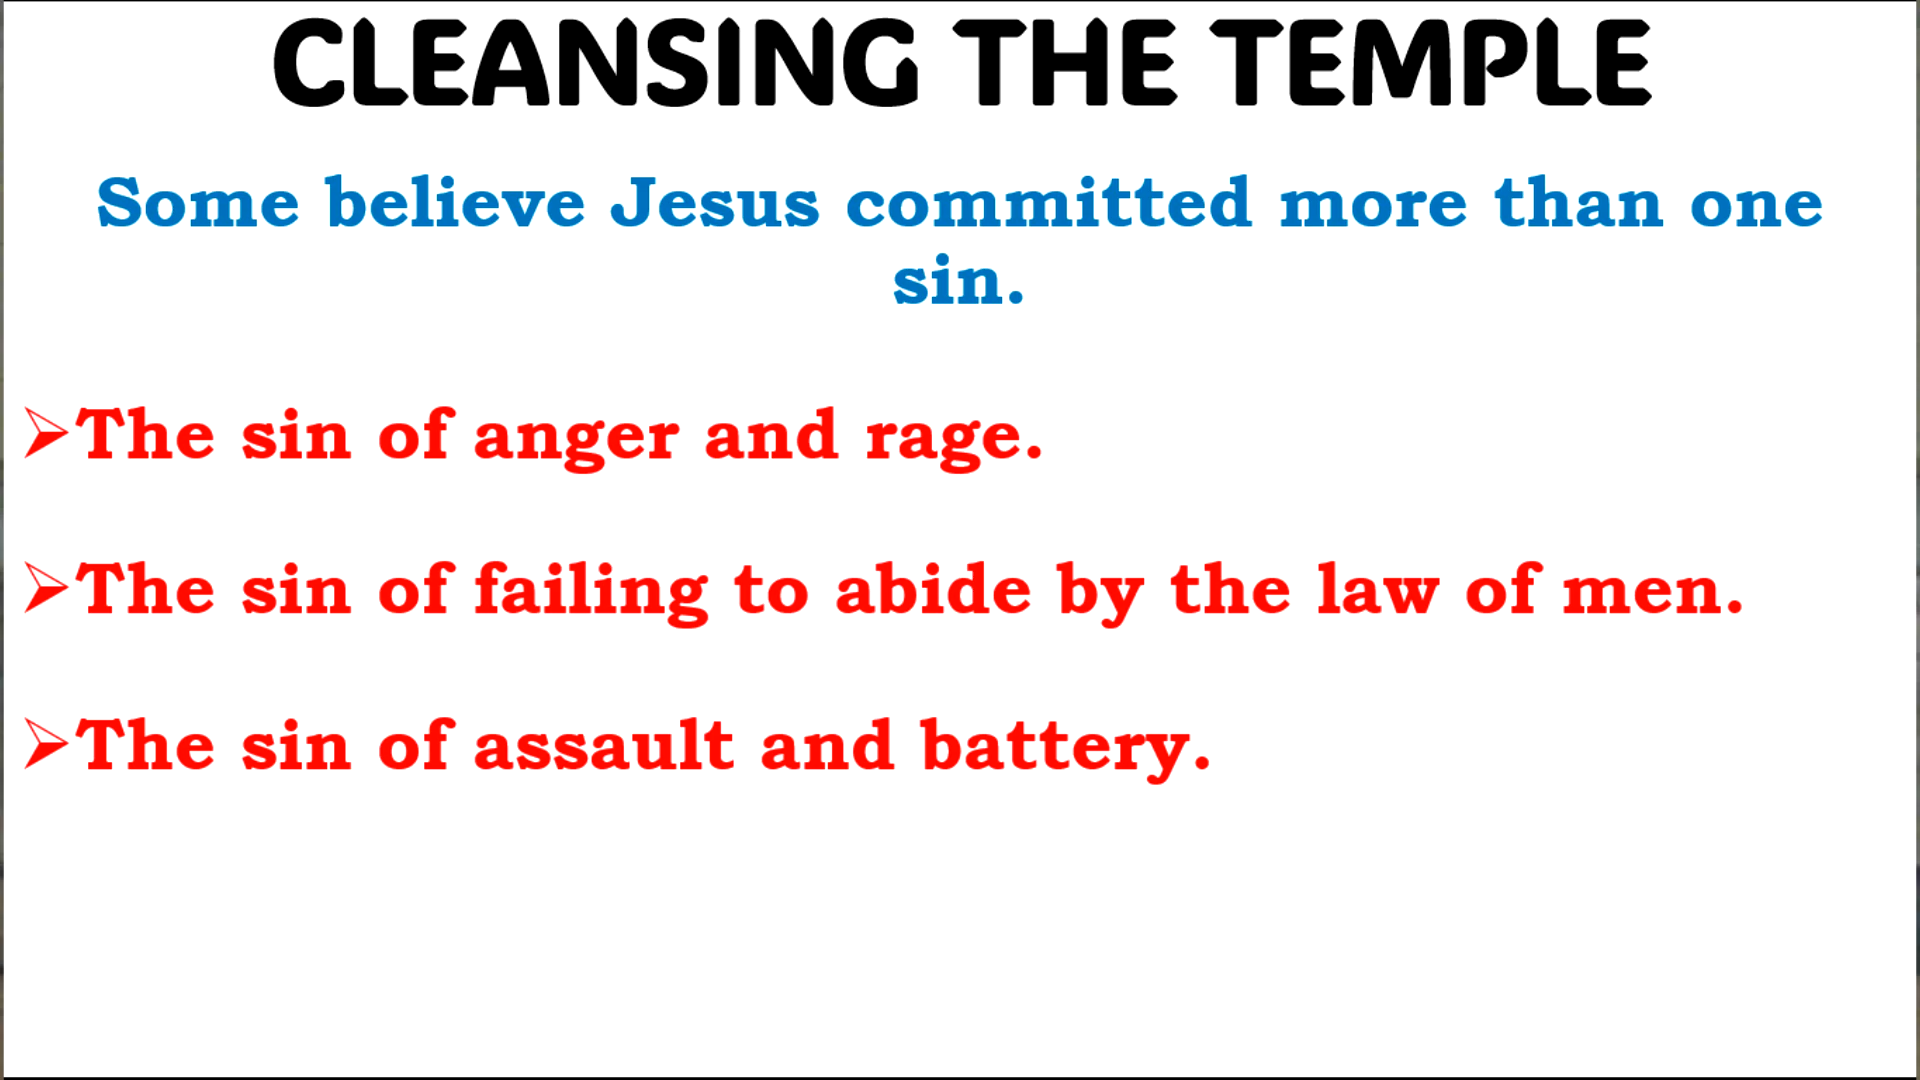 CLEANSING THE TEMPLE
Some believe Jesus committed more than one
sin.
➢The sin of anger and rage.
➢The sin of failing to abide by the law of men.
➢The sin of assault and battery.